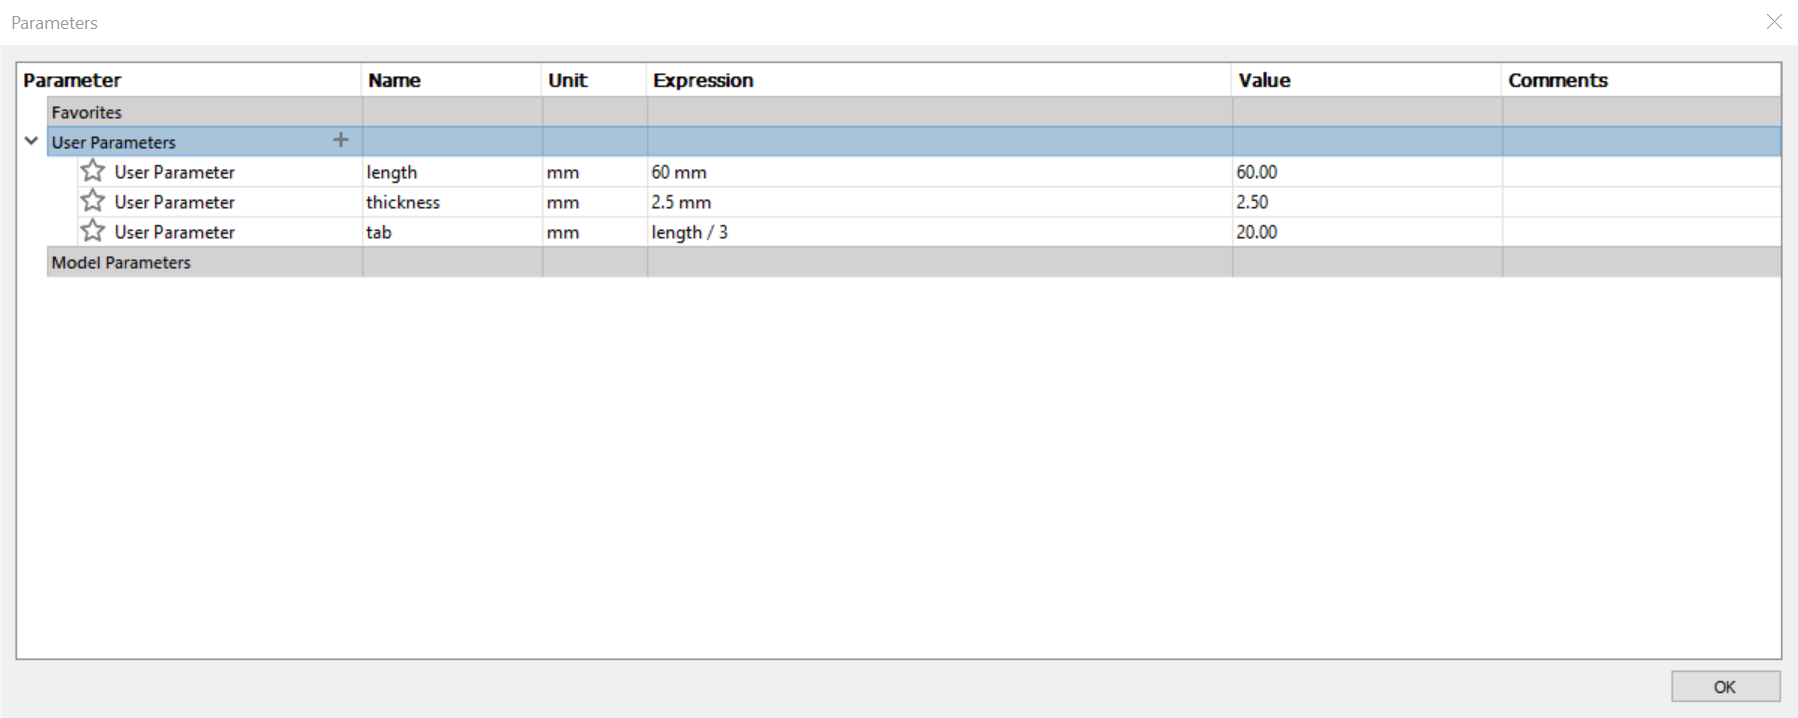 Parameters
Parameter Name Unit Expression Value Comments
Favorites
User Parameters +
User Parameter length mm 60 mm 60.00
User Parameter thickness mm 2.5 mm 2.50
User Parameter tab mm length / 3 20.00
Model Parameters
OK